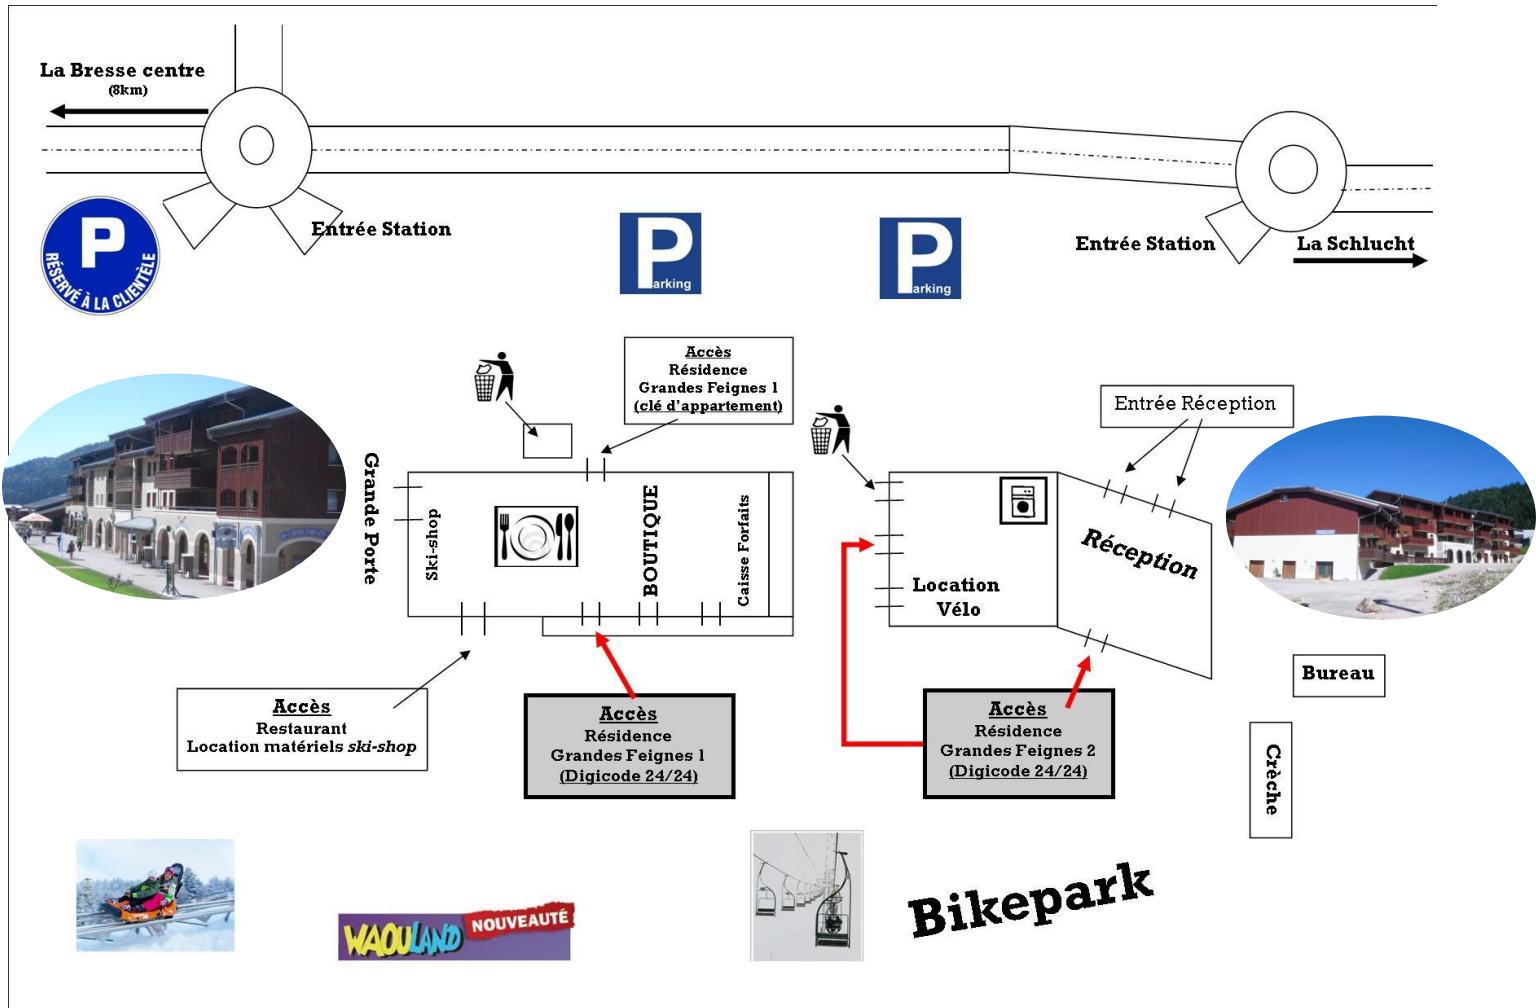 La Bresse centre
(8km)
Entrée Station
Entrée Station
La Schlucht
P
RÉSERVÉ À LA CLIENTÈLE
Parking
Parking
Accès
Résidence
Grandes Feignes 1
(clé d'appartement)
Entrée Réception
Grande Porte
Ski-shop
BOUTIQUE
Caisse Forfaits
Réception
Location
Vélo
Bureau
Accès
Restaurant
Location matériels ski-shop
Accès
Résidence
Grandes Feignes 1
(Digicode 24/24)
Accès
Résidence
Grandes Feignes 2
(Digicode 24/24)
Crèche
WAOULAND
NOUVEAUTÉ
Bikepark